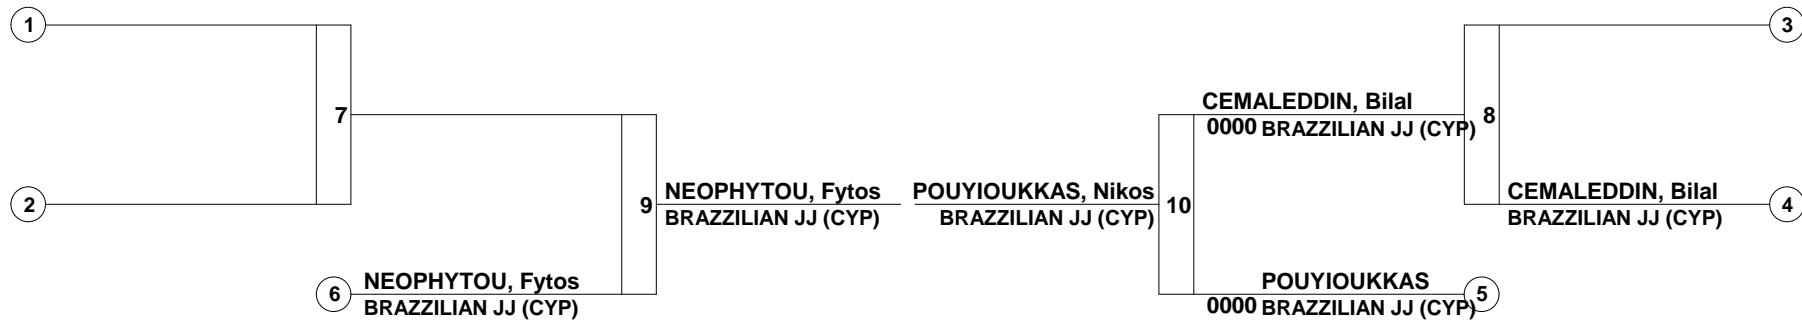 1
3
7
CEMALEDDIN, Bilal
0000 BRAZZILIAN JJ (CYP)
8
2
9
NEOPHYTOU, Fytos
BRAZZILIAN JJ (CYP)
POUYIOUKKAS, Nikos
BRAZZILIAN JJ (CYP)
10
CEMALEDDIN, Bilal
BRAZZILIAN JJ (CYP)
4
6
NEOPHYTOU, Fytos
BRAZZILIAN JJ (CYP)
POUYIOUKKAS
0000 BRAZZILIAN JJ (CYP)
5